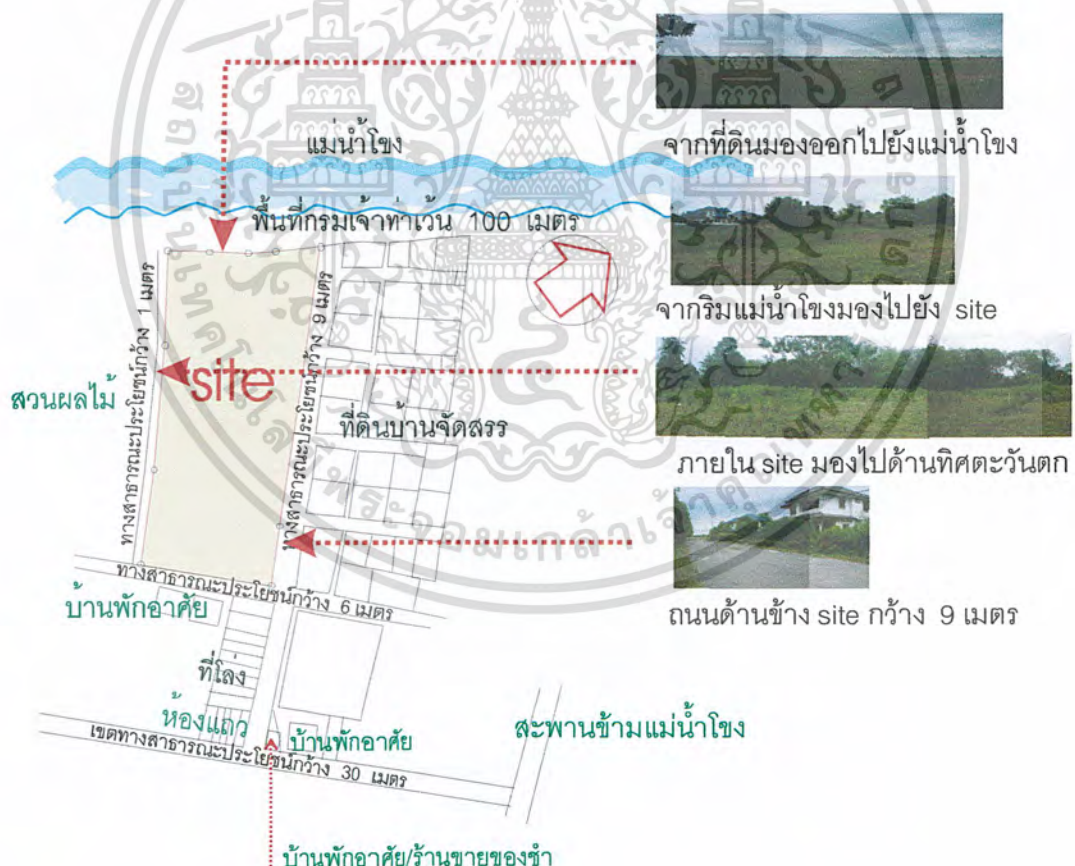 แม่น้ำโขง
จากที่ดินมองออกไปยังแม่น้ำโขง
พื้นที่กรมเจ้าท่าเว้น 100 เมตร
จากริมแม่น้ำโขงมองไปยัง site
ทางสาธารณะประโยชน์กว้าง 1 เมตร
ทางสาธารณะประโยชน์กว้าง 9 เมตร
site
สวนผลไม้
ที่ดินบ้านจัดสรร
ภายใน site มองไปด้านทิศตะวันตก
ทางสาธารณะประโยชน์กว้าง 6 เมตร
บ้านพักอาศัย
ถนนด้านข้าง site กว้าง 9 เมตร
ที่โล่ง
ห้องแถว
บ้านพักอาศัย
สะพานข้ามแม่น้ำโขง
เขตทางสาธารณะประโยชน์กว้าง 30 เมตร
บ้านพักอาศัย/ร้านขายของชำ